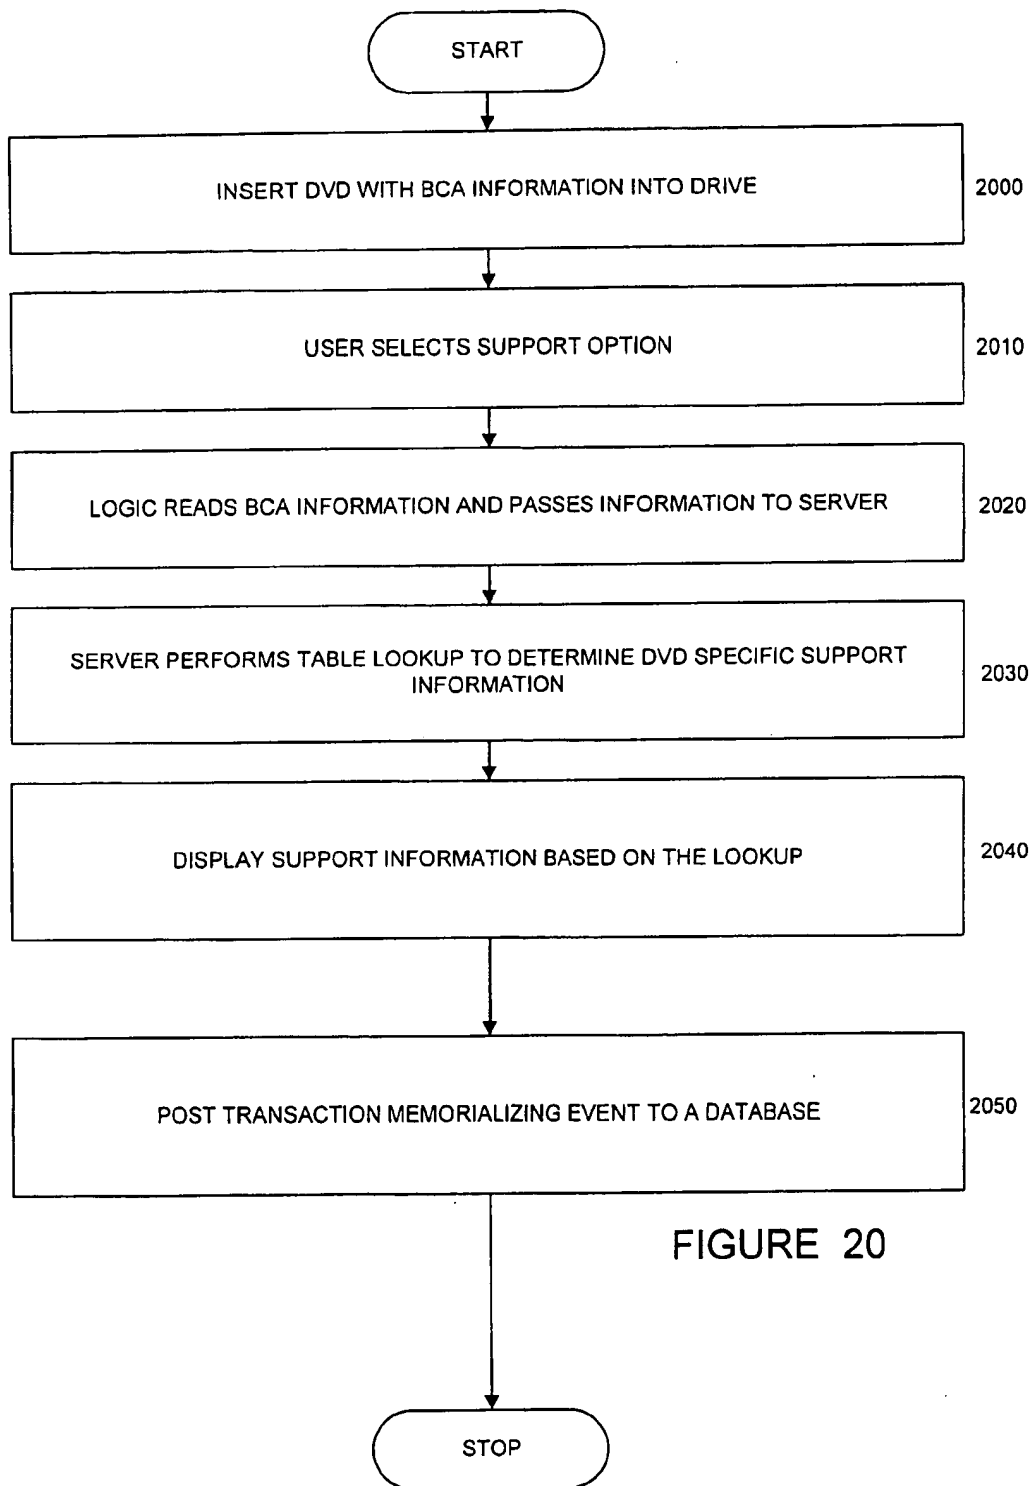 START
INSERT DVD WITH BCA INFORMATION INTO DRIVE
2000
USER SELECTS SUPPORT OPTION
2010
LOGIC READS BCA INFORMATION AND PASSES INFORMATION TO SERVER
2020
SERVER PERFORMS TABLE LOOKUP TO DETERMINE DVD SPECIFIC SUPPORT
INFORMATION
2030
DISPLAY SUPPORT INFORMATION BASED ON THE LOOKUP
2040
POST TRANSACTION MEMORIALIZING EVENT TO A DATABASE
2050
FIGURE 20
STOP